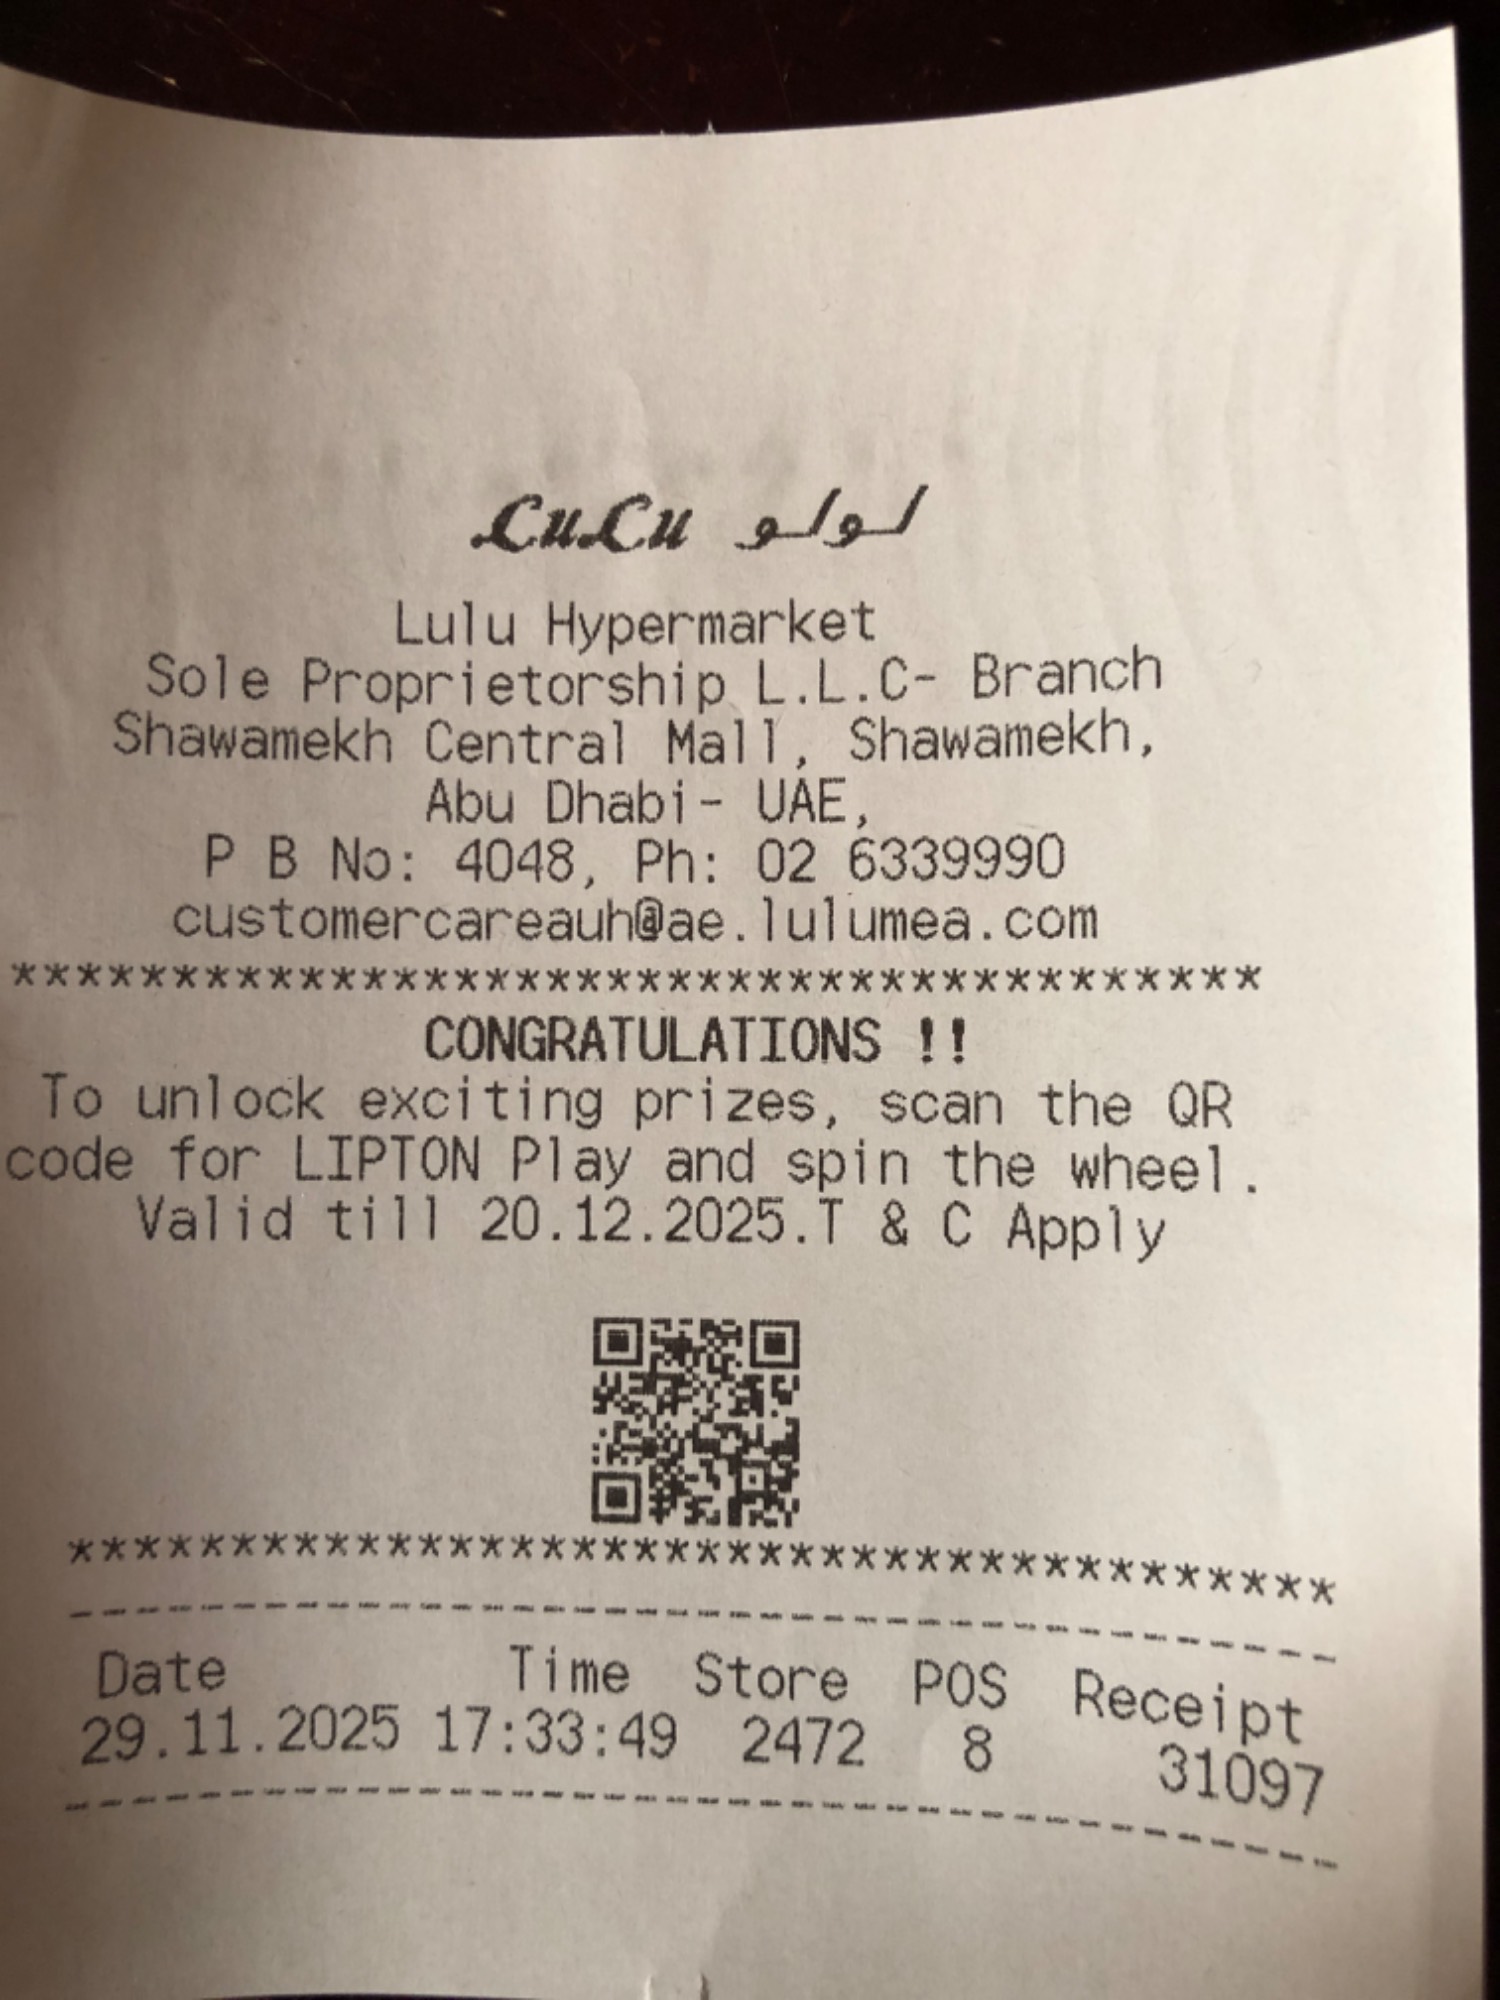 LuLu لولو
Lulu Hypermarket
Sole Proprietorship L.L.C- Branch
Shawamekh Central Mall, Shawamekh,
Abu Dhabi- UAE,
P B No: 4048, Ph: 02 6339990
customercareauh@ae.lulumea.com
*****************************************
CONGRATULATIONS !!
To unlock exciting prizes, scan the QR
code for LIPTON Play and spin the wheel.
Valid till 20.12.2025.T & C Apply
*****************************************
-----------------------------------------
Date Time Store POS Receipt
29.11.2025 17:33:49 2472 8 31097
-----------------------------------------